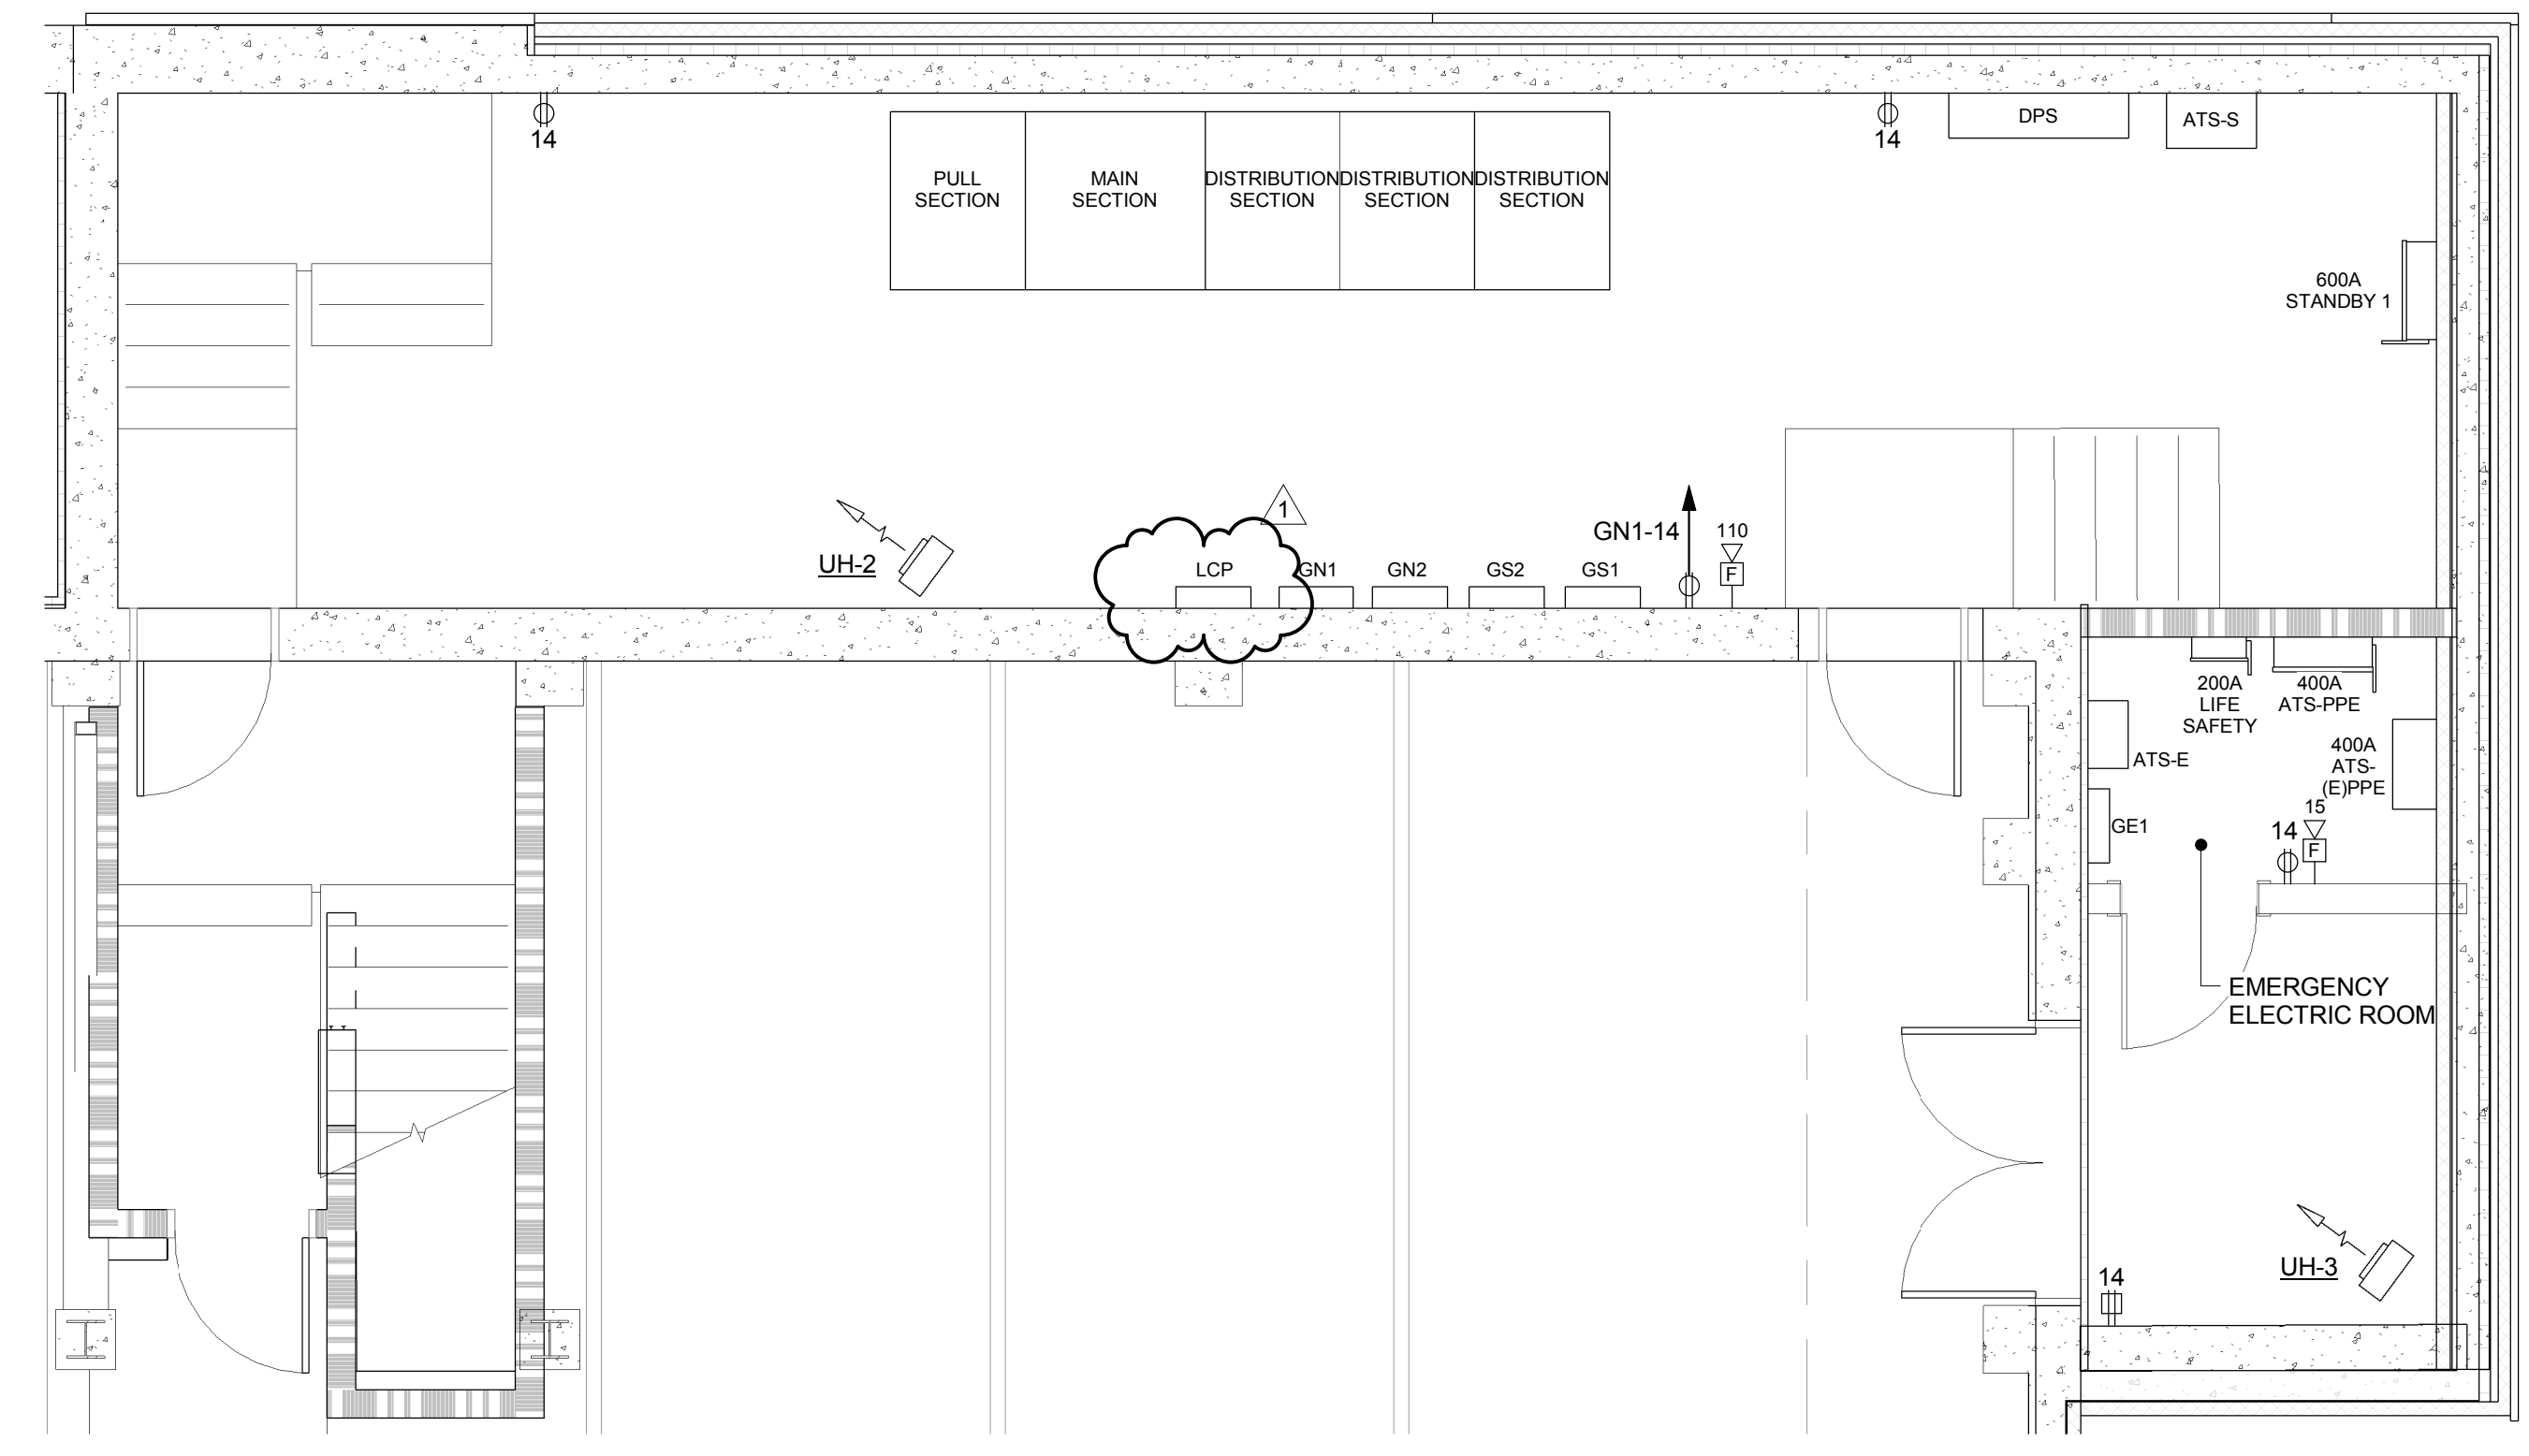 14
14
DPS
ATS-S
PULL
SECTION
MAIN
SECTION
DISTRIBUTION
SECTION
DISTRIBUTION
SECTION
DISTRIBUTION
SECTION
600A
STANDBY 1
1
UH-2
LCP
GN1
GN2
GS2
GS1
GN1-14
110
F
200A
LIFE
SAFETY
400A
ATS-PPE
ATS-E
400A
ATS-
(E)PPE
GE1
15
14
F
EMERGENCY
ELECTRIC ROOM
UH-3
14